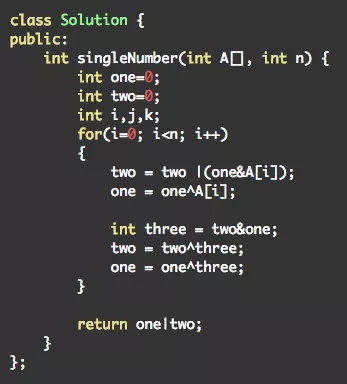 class Solution {
public:
    int singleNumber(int A[], int n) {
        int one=0;
        int two=0;
        int i,j,k;
        for(i=0; i<n; i++)
        {
            two = two |(one&A[i]);
            one = one^A[i];

            int three = two&one;
            two = two^three;
            one = one^three;
        }

        return one|two;
    }
};